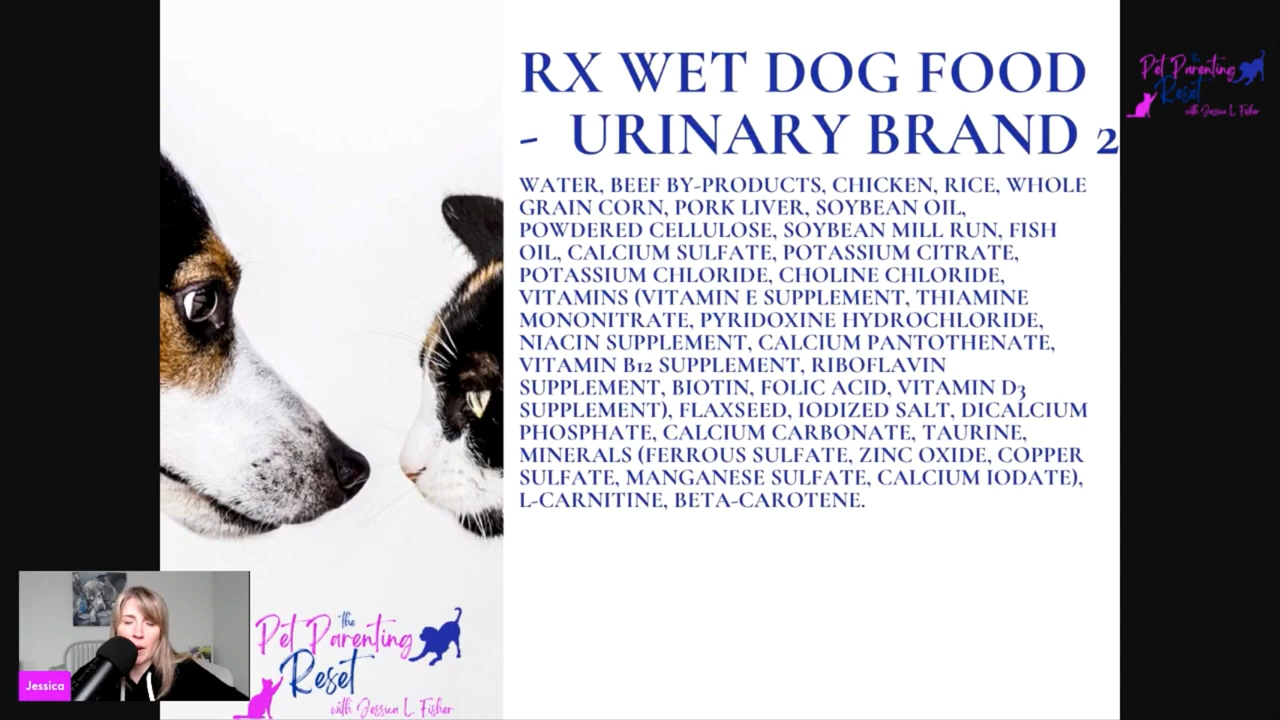 RX WET DOG FOOD
- URINARY BRAND 2
WATER, BEEF BY-PRODUCTS, CHICKEN, RICE, WHOLE
GRAIN CORN, PORK LIVER, SOYBEAN OIL,
POWDERED CELLULOSE, SOYBEAN MILL RUN, FISH
OIL, CALCIUM SULFATE, POTASSIUM CITRATE,
POTASSIUM CHLORIDE, CHOLINE CHLORIDE,
VITAMINS (VITAMIN E SUPPLEMENT, THIAMINE
MONONITRATE, PYRIDOXINE HYDROCHLORIDE,
NIACIN SUPPLEMENT, CALCIUM PANTOTHENATE,
VITAMIN B12 SUPPLEMENT, RIBOFLAVIN
SUPPLEMENT, BIOTIN, FOLIC ACID, VITAMIN D3
SUPPLEMENT), FLAXSEED, IODIZED SALT, DICALCIUM
PHOSPHATE, CALCIUM CARBONATE, TAURINE,
MINERALS (FERROUS SULFATE, ZINC OXIDE, COPPER
SULFATE, MANGANESE SULFATE, CALCIUM IODATE),
L-CARNITINE, BETA-CAROTENE.
the
Pet Parenting
Reset
with Jessica L. Fisher
the
Pet Parenting
Reset
with Jessica L. Fisher
Jessica